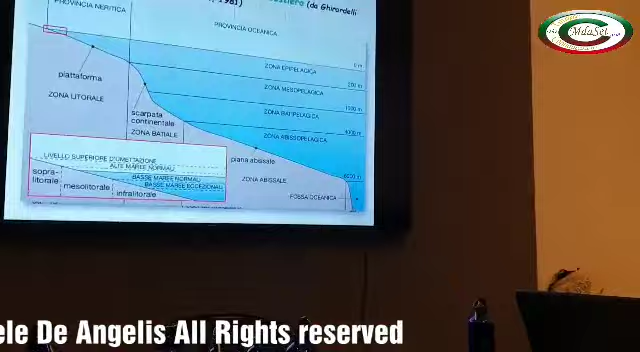 (da Ghirardelli
1981)
PROVINCIA NERITICA
PROVINCIA OCEANICA
0 m
ZONA EPIPELAGICA
200 m
piattaforma
ZONA MESOPELAGICA
ZONA LITORALE
1000 m
scarpata
continentale
ZONA BATIPELAGICA
4000 m
ZONA BATIALE
ZONA ABISSOPELAGICA
piana abissale
LIVELLO SUPERIORE D'UMETTAZIONE
ALTE MAREE NORMALI
BASSE MAREE NORMALI
BASSE MAREE ECCEZIONALI
sopra-
litorale
mesolitorale
infralitorale
ZONA ABISSALE
6000 m
FOSSA OCEANICA
MdaSet
ele De Angelis All Rights reserved